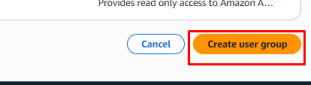 Provides read only access to Amazon A...
Cancel
Create user group